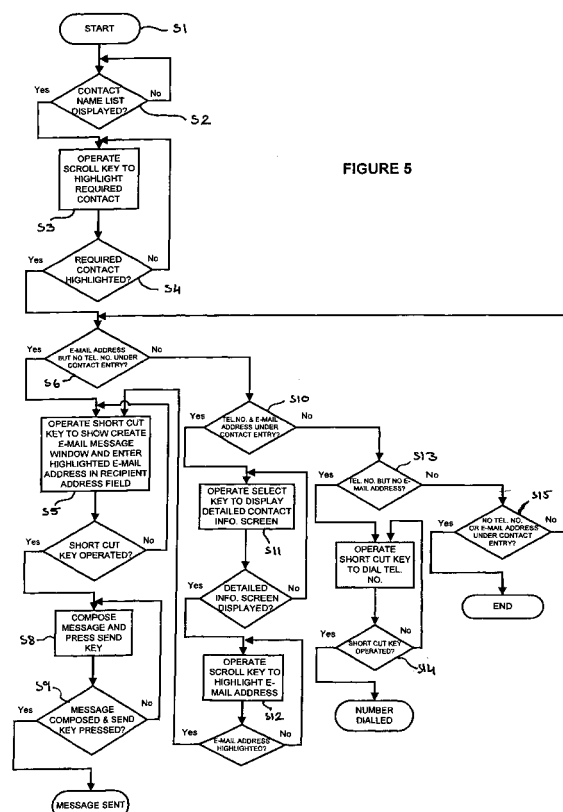 START
S1
Yes
CONTACT
NAME LIST
DISPLAYED?
No
S2
OPERATE
SCROLL KEY TO
HIGHLIGHT
REQUIRED
CONTACT
S3
FIGURE 5
Yes
REQUIRED
CONTACT
HIGHLIGHTED?
No
S4
Yes
E-MAIL ADDRESS
BUT NO TEL. NO. UNDER
CONTACT ENTRY?
No
S6
OPERATE SHORT CUT
KEY TO SHOW CREATE
E-MAIL MESSAGE
WINDOW AND ENTER
HIGHLIGHTED E-MAIL
ADDRESS IN RECIPIENT
ADDRESS FIELD
S5
Yes
SHORT CUT
KEY OPERATED?
No
COMPOSE
MESSAGE AND
PRESS SEND
KEY
S8
S9
Yes
MESSAGE
COMPOSED & SEND
KEY PRESSED?
No
MESSAGE SENT
S10
Yes
TEL.NO. & E-MAIL
ADDRESS UNDER
CONTACT ENTRY?
No
OPERATE SELECT
KEY TO DISPLAY
DETAILED CONTACT
INFO. SCREEN
S11
Yes
DETAILED
INFO. SCREEN
DISPLAYED?
No
OPERATE
SCROLL KEY TO
HIGHLIGHT E-
MAIL ADDRESS
S12
Yes
E-MAIL ADDRESS
HIGHLIGHTED?
No
S13
Yes
TEL. NO. BUT NO E-
MAIL ADDRESS?
No
OPERATE
SHORT CUT KEY
TO DIAL TEL.
NO.
Yes
SHORT CUT KEY
OPERATED?
No
S14
NUMBER
DIALLED
S15
Yes
NO TEL. NO.
OR E-MAIL ADDRESS
UNDER CONTACT
ENTRY?
No
END